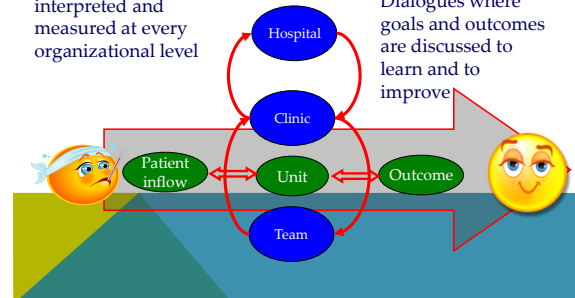 interpreted and
measured at every
organizational level
Dialogues where
goals and outcomes
are discussed to
learn and to
improve
Hospital
Clinic
Patient
inflow
Unit
Outcome
Team